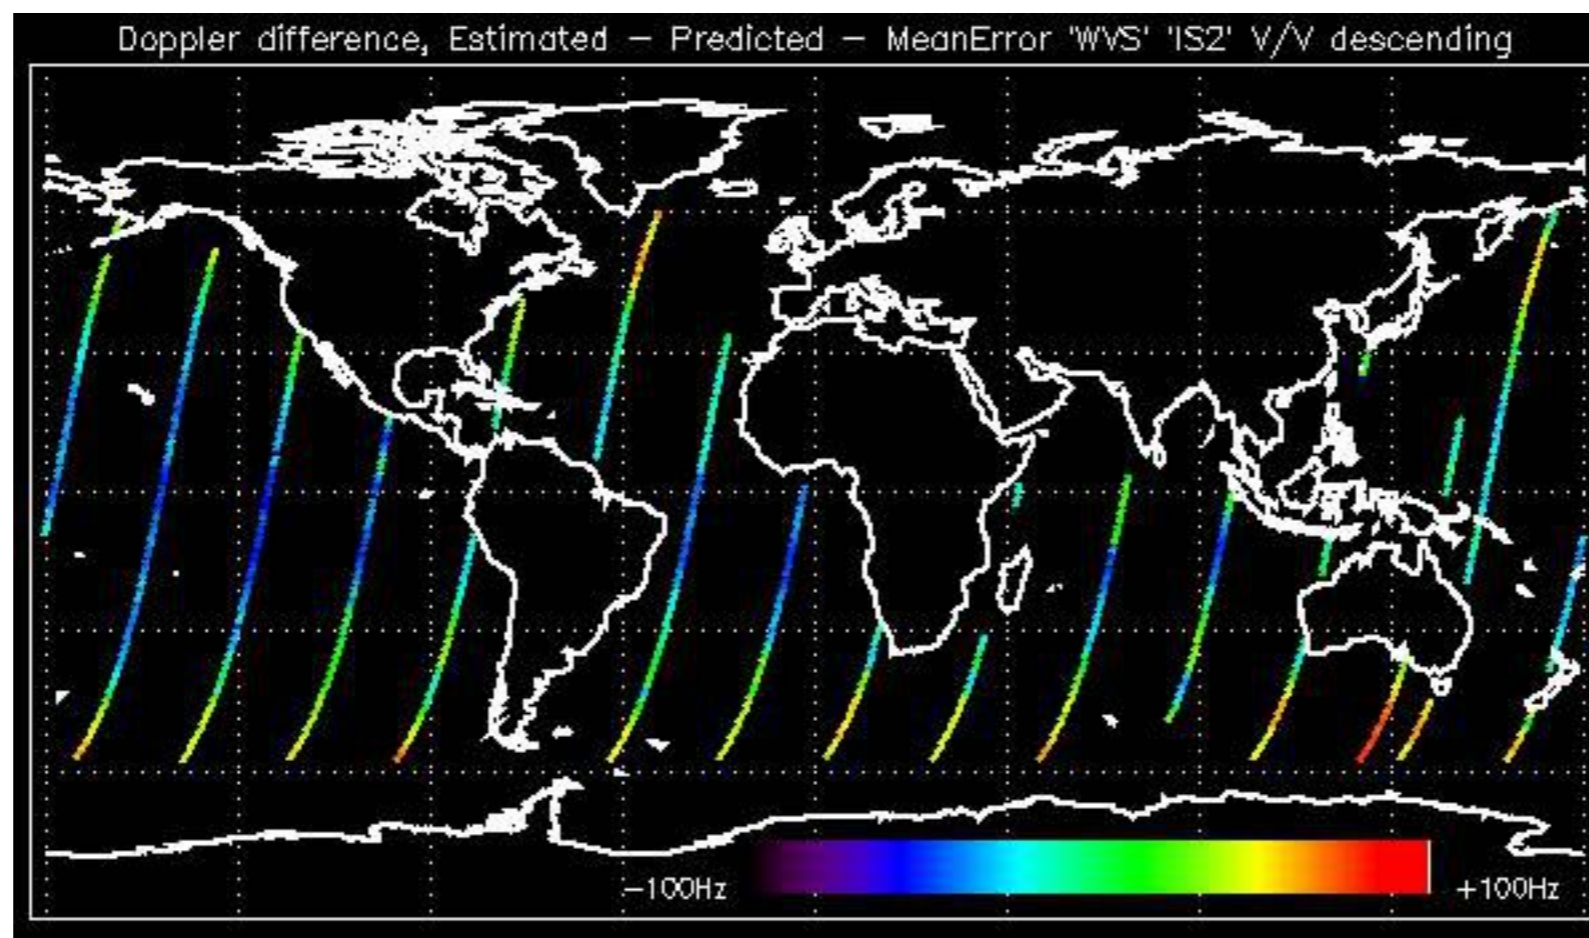 Doppler difference, Estimated — Predicted — MeanError 'WVS' 'IS2' V/V descending
−100Hz
+100Hz